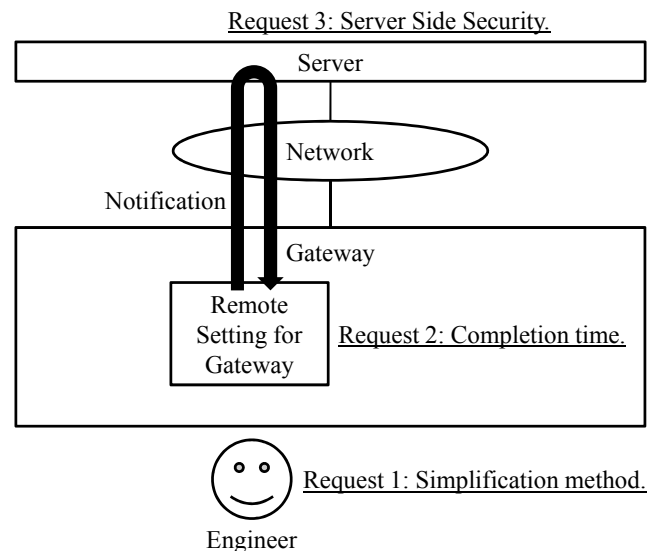 Request 3: Server Side Security.
Server
Network
Notification
Gateway
Remote
Setting for
Gateway
Request 2: Completion time.
Request 1: Simplification method.
Engineer